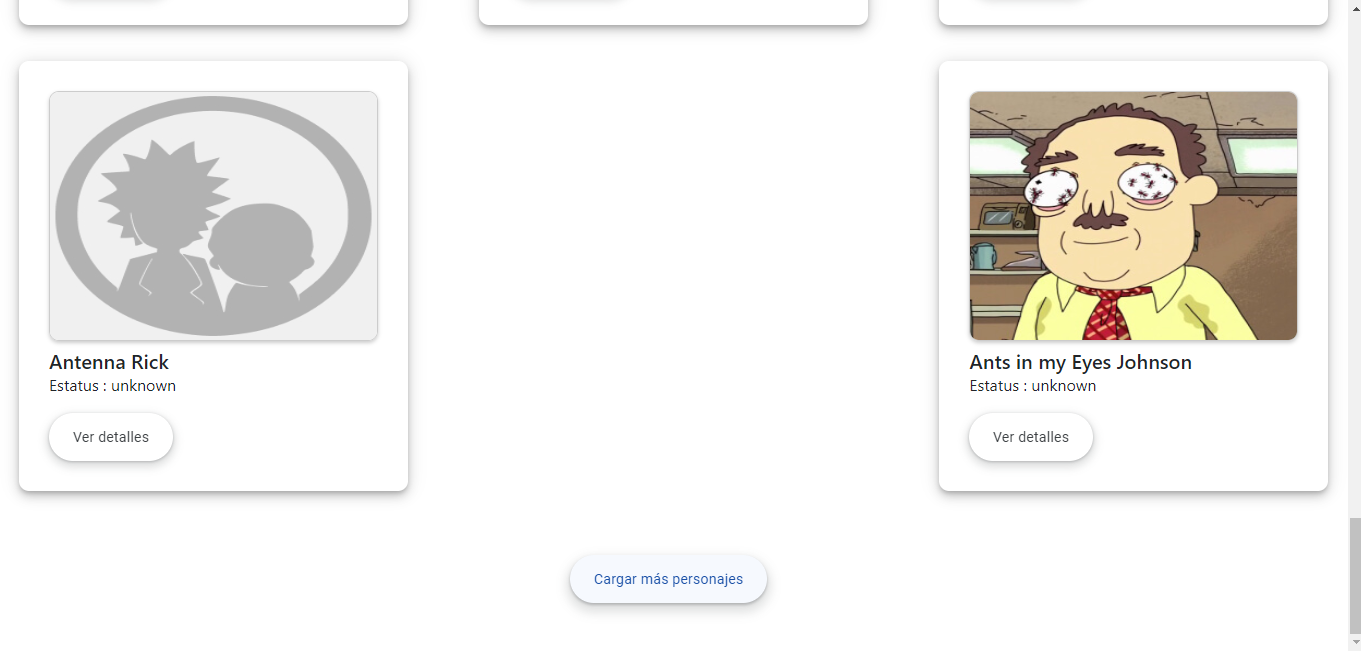 Antenna Rick
Estatus : unknown
Ver detalles
Ants in my Eyes Johnson
Estatus : unknown
Ver detalles
Cargar más personajes